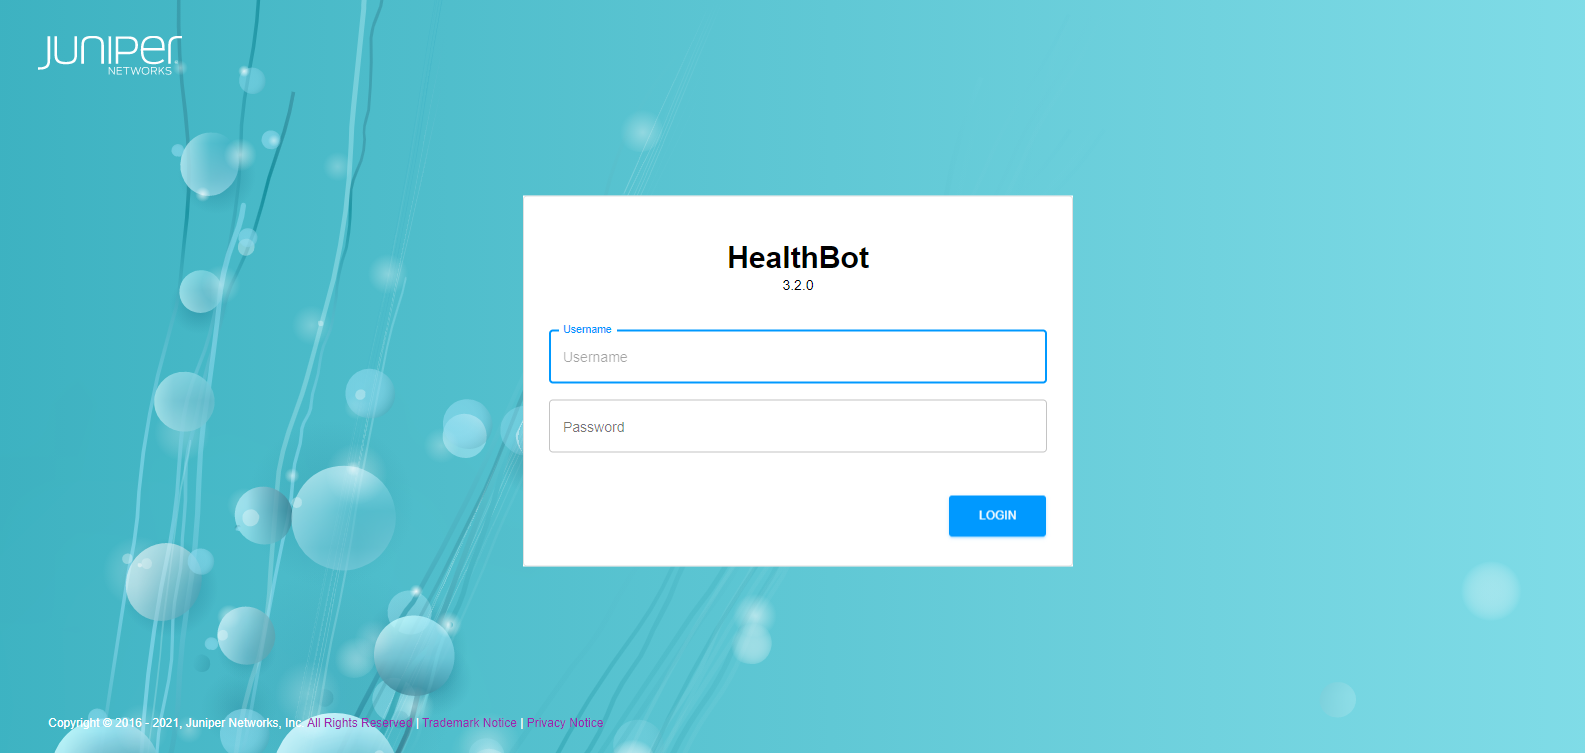 JUNIPEr
NETWORKS
HealthBot
3.2.0
Username
Username
Password
LOGIN
Copyright © 2016 - 2021, Juniper Networks, Inc. All Rights Reserved | Trademark Notice | Privacy Notice